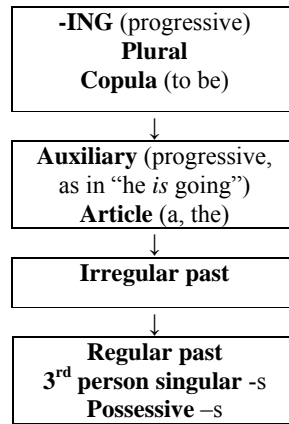 -ING (progressive)
Plural
Copula (to be)
↓
Auxiliary (progressive,
as in “he is going”)
Article (a, the)
↓
Irregular past
↓
Regular past
3rd person singular -s
Possessive –s